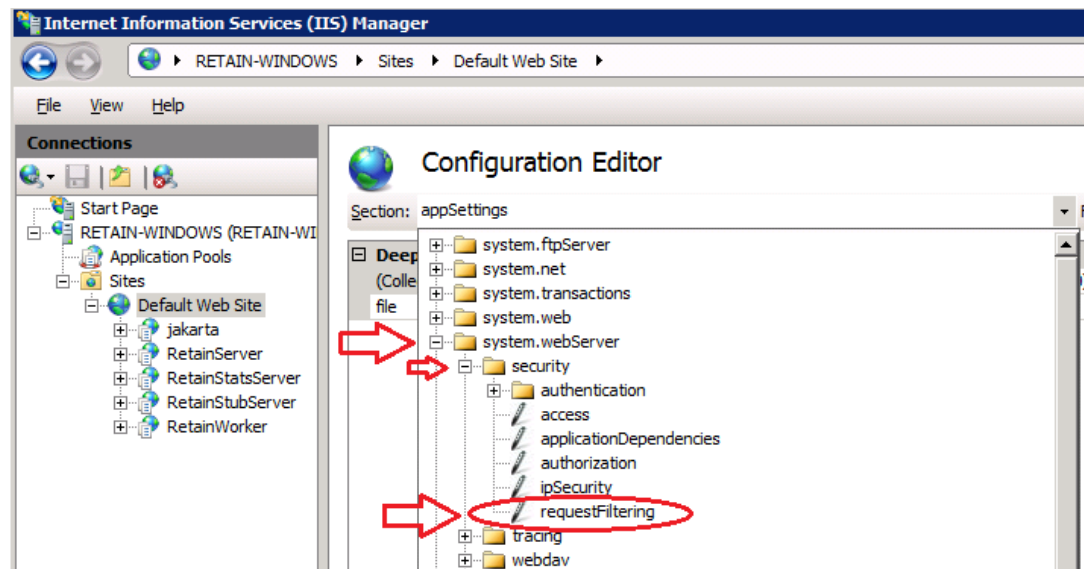 Internet Information Services (IIS) Manager
RETAIN-WINDOWS Sites Default Web Site
File View Help
Connections
Start Page
RETAIN-WINDOWS (RETAIN-WI
Application Pools
Sites
Default Web Site
jakarta
RetainServer
RetainStatsServer
RetainStubServer
RetainWorker
Configuration Editor
Section: appSettings
Deep
(Colle
file
system.ftpServer
system.net
system.transactions
system.web
system.webServer
security
authentication
access
applicationDependencies
authorization
ipSecurity
requestFiltering
tracing
webdav